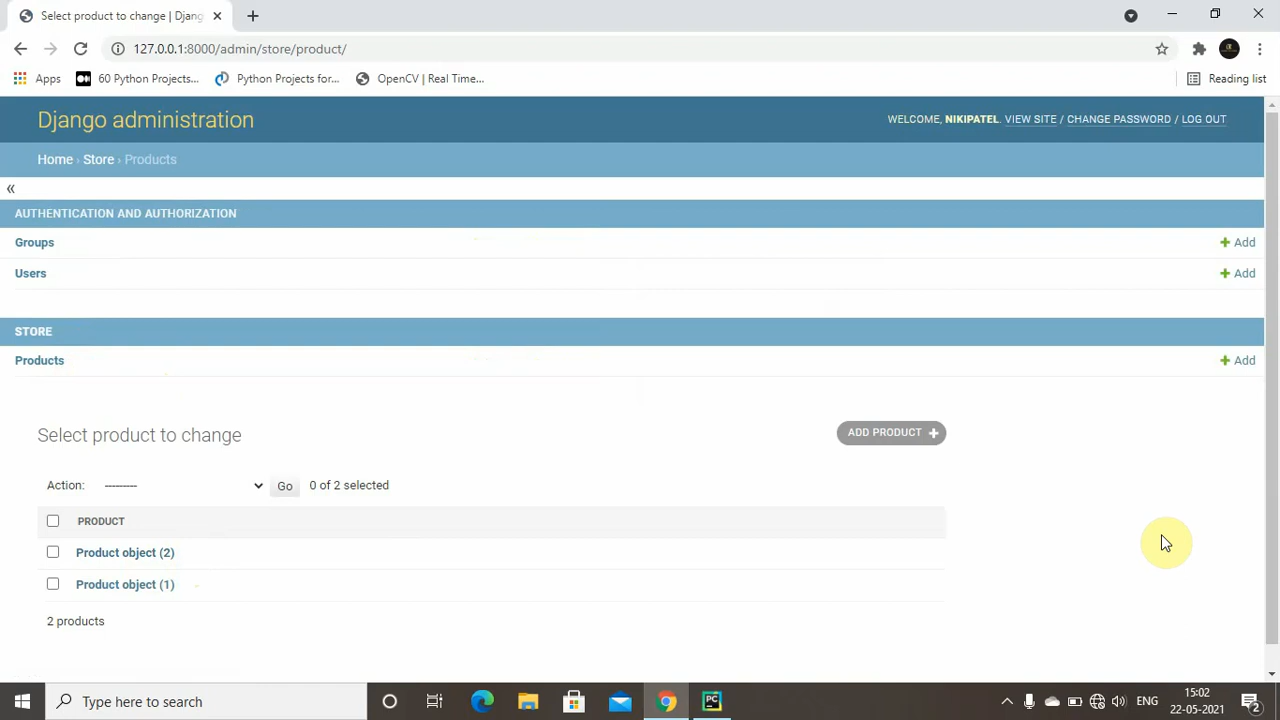 Select product to change | Djang
127.0.0.1:8000/admin/store/product/
Apps 60 Python Projects... Python Projects for... OpenCV | Real Time... Reading list
Django administration
WELCOME, NIKIPATEL. VIEW SITE / CHANGE PASSWORD / LOG OUT
Home › Store › Products
«
AUTHENTICATION AND AUTHORIZATION
Groups + Add
Users + Add
STORE
Products + Add
Select product to change
ADD PRODUCT +
Action: --------- Go 0 of 2 selected
PRODUCT
Product object (2)
Product object (1)
2 products
Type here to search
PC
ENG
15:02
22-05-2021
2